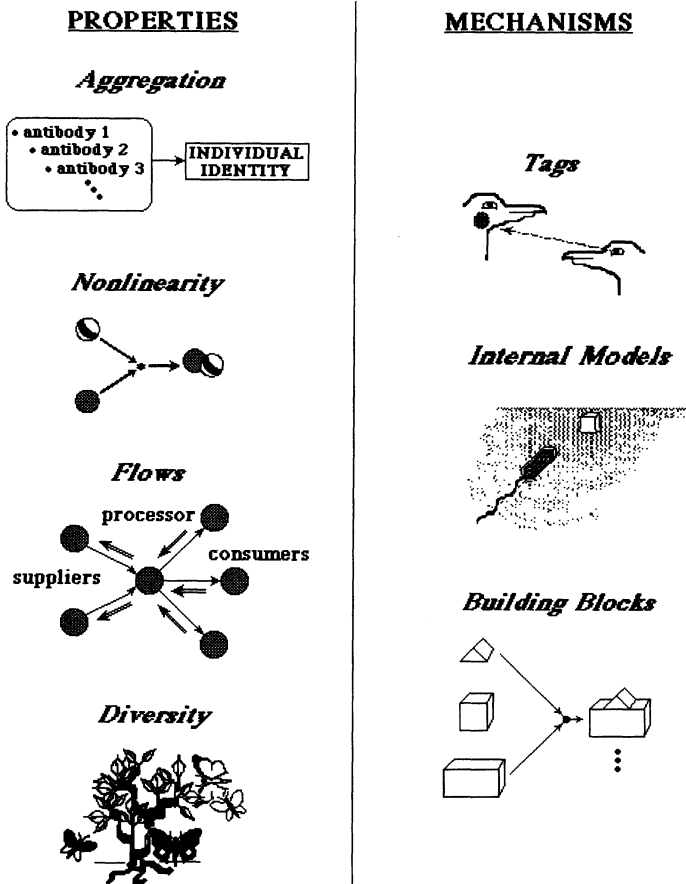 PROPERTIES
Aggregation
• antibody 1
• antibody 2
• antibody 3
INDIVIDUAL
IDENTITY
Nonlinearity
Flows
processor
consumers
suppliers
Diversity
MECHANISMS
Tags
Internal Models
Building Blocks